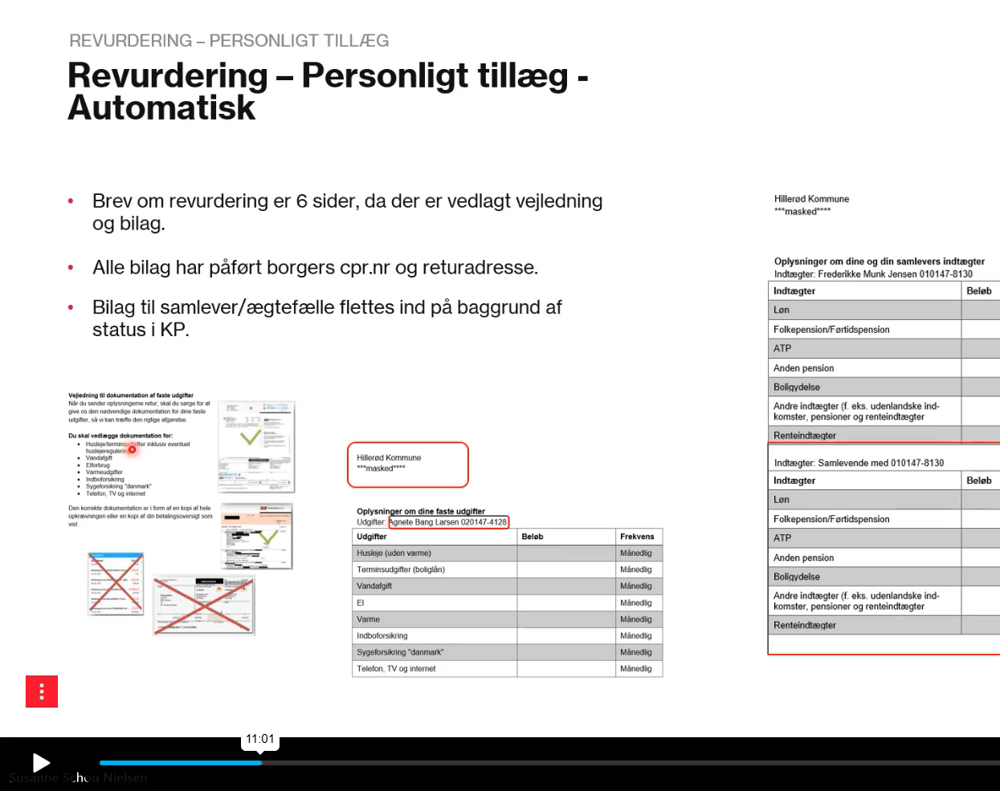 REVURDERING – PERSONLIGT TILLÆG
Revurdering – Personligt tillæg -
Automatisk
• Brev om revurdering er 6 sider, da der er vedlagt vejledning
og bilag.
• Alle bilag har påført borgers cpr.nr og returadresse.
• Bilag til samlever/ægtefælle flettes ind på baggrund af
status i KP.
Vejledning til dokumentation af faste udgifter
Når du sender oplysningerne retur, skal du sørge for at
give os den nødvendige dokumentation for dine faste
udgifter, så vi kan træffe den rigtige afgørelse.
Du skal vedlægge dokumentation for:
• Husleje/terminsudgifter inklusiv eventuel
huslejeregulering
• Vandafgift
• Elforbrug
• Varmeudgifter
• Indboforsikring
• Sygeforsikring "danmark"
• Telefon, TV og internet
Den korrekte dokumentation er i form af en kopi af hele
opkrævningen eller en kopi af din betalingsoversigt som
vist.
Hillerød Kommune
***masked****
Oplysninger om dine faste udgifter
Udgifter: Agnete Bang Larsen 020147-4128
Udgifter Beløb Frekvens
Husleje (uden varme) Månedlig
Terminsudgifter (boliglån) Månedlig
Vandafgift Månedlig
El Månedlig
Varme Månedlig
Indboforsikring Månedlig
Sygeforsikring "danmark" Månedlig
Telefon, TV og internet Månedlig
Hillerød Kommune
***masked****
Oplysninger om dine og din samlevers indtægter
Indtægter: Frederikke Munk Jensen 010147-8130
Indtægter Beløb
Løn
Folkepension/Førtidspension
ATP
Anden pension
Boligydelse
Andre indtægter (f. eks. udenlandske ind-
komster, pensioner og renteindtægter
Renteindtægter
Indtægter: Samlevende med 010147-8130
Indtægter Beløb
Løn
Folkepension/Førtidspension
ATP
Anden pension
Boligydelse
Andre indtægter (f. eks. udenlandske ind-
komster, pensioner og renteindtægter
Renteindtægter
11:01
Susanne Schou Nielsen